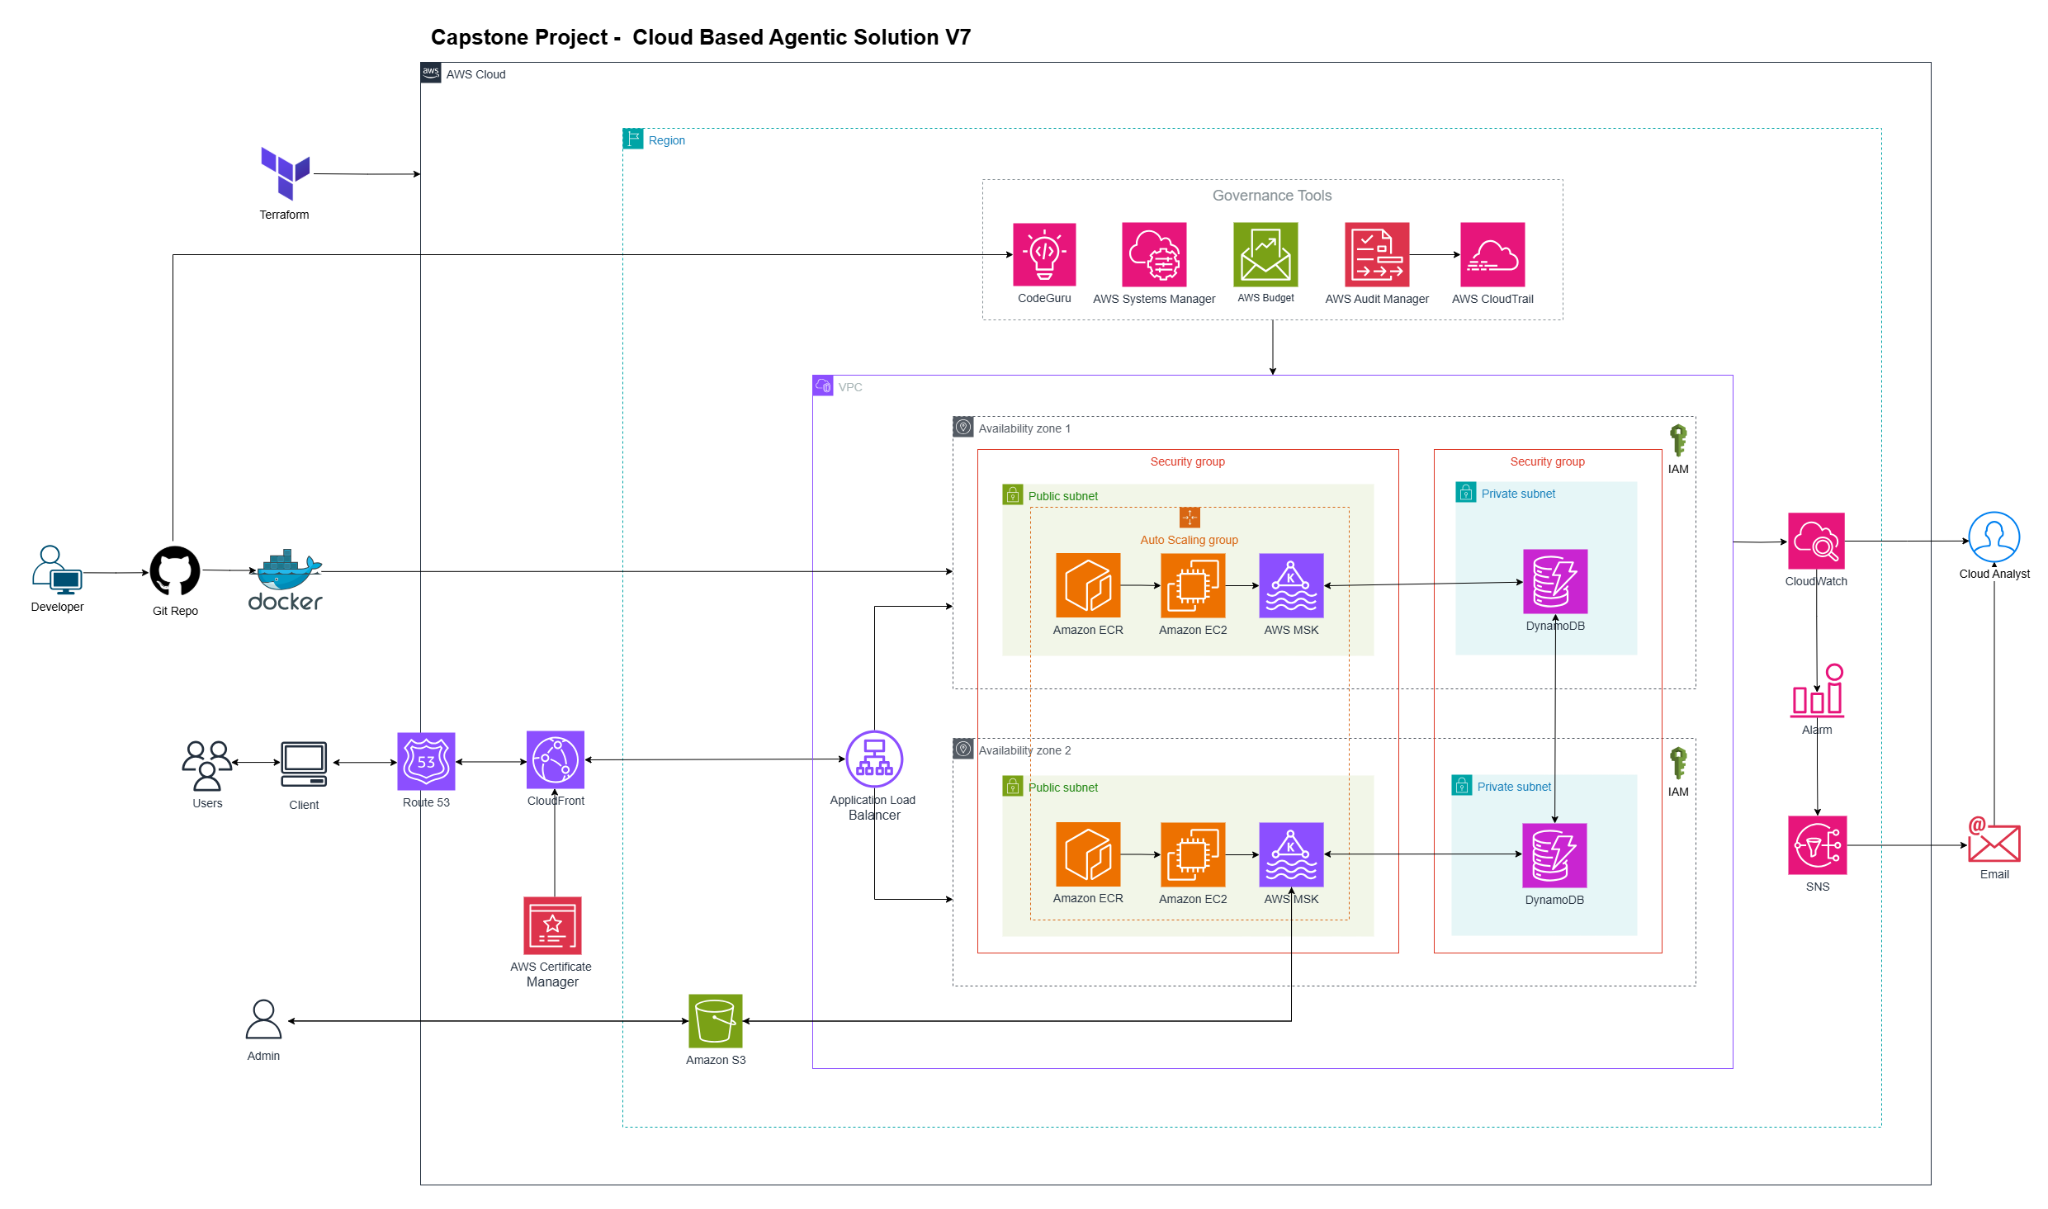 Capstone Project -  Cloud Based Agentic Solution V7
aws
AWS Cloud
Region
Terraform
Governance Tools
CodeGuru
AWS Systems Manager
AWS Budget
AWS Audit Manager
AWS CloudTrail
VPC
Availability zone 1
IAM
Security group
Security group
Public subnet
Private subnet
Auto Scaling group
K
Amazon ECR
Amazon EC2
AWS MSK
DynamoDB
Developer
Git Repo
docker
CloudWatch
Cloud Analyst
Alarm
Users
Client
53
Route 53
CloudFront
Application Load
Balancer
Availability zone 2
IAM
Public subnet
Private subnet
K
Amazon ECR
Amazon EC2
AWS MSK
DynamoDB
SNS
@
Email
AWS Certificate
Manager
Admin
Amazon S3